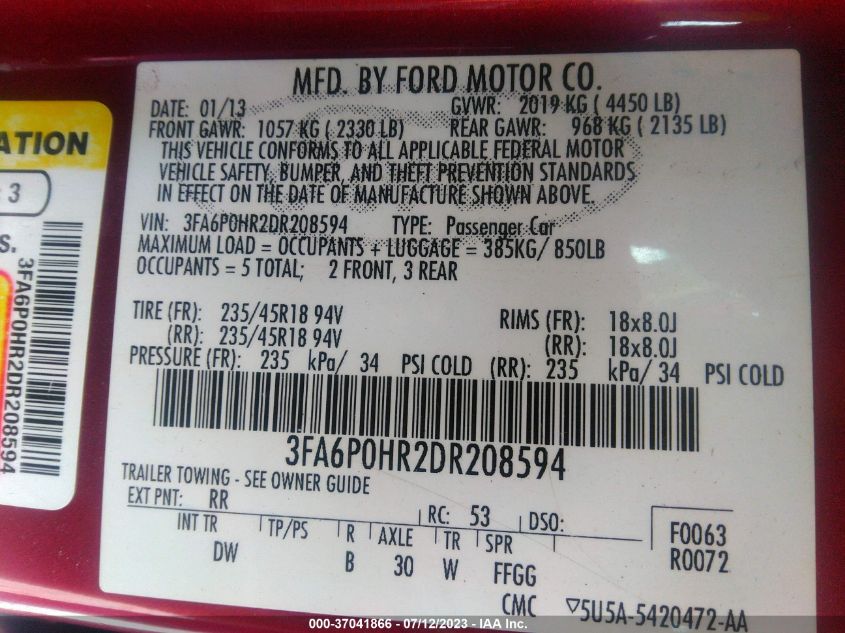 MFD. BY FORD MOTOR CO.
DATE: 01/13 GVWR: 2019 KG ( 4450 LB)
FRONT GAWR: 1057 KG ( 2330 LB) REAR GAWR: 968 KG ( 2135 LB)
THIS VEHICLE CONFORMS TO ALL APPLICABLE FEDERAL MOTOR
VEHICLE SAFETY, BUMPER, AND THEFT PREVENTION STANDARDS
IN EFFECT ON THE DATE OF MANUFACTURE SHOWN ABOVE.
VIN: 3FA6P0HR2DR208594 TYPE: Passenger Car
MAXIMUM LOAD = OCCUPANTS + LUGGAGE = 385KG/ 850LB
OCCUPANTS = 5 TOTAL; 2 FRONT, 3 REAR
TIRE (FR): 235/45R18 94V RIMS (FR): 18x8.0J
(RR): 235/45R18 94V (RR): 18x8.0J
PRESSURE (FR): 235 kPa/ 34 PSI COLD (RR): 235 kPa/ 34 PSI COLD
3FA6P0HR2DR208594
TRAILER TOWING - SEE OWNER GUIDE
EXT PNT: RR RC: 53 DSO:
INT TR TP/PS R AXLE TR SPR F0063
DW B 30 W FFGG R0072
CMC ▽5U5A-5420472-AA
ATION
: 3
S.
3FA6P0HR2DR208594
000-37041866 - 07/12/2023 - COPYRIGHT IAA, LLC.